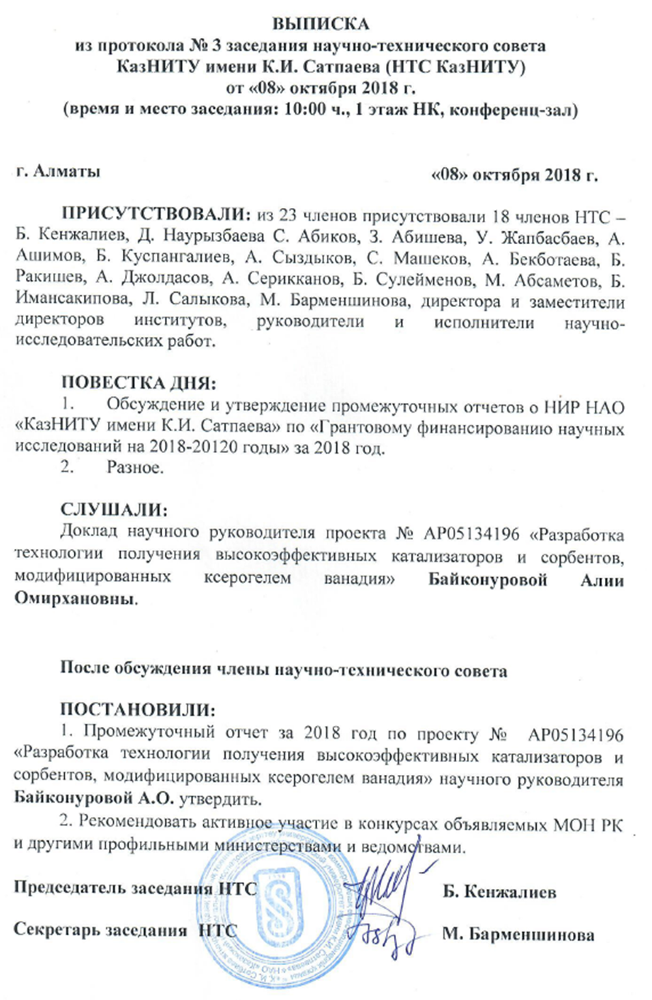 ВЫПИСКА
из протокола № 3 заседания научно-технического совета
КазНИТУ имени К.И. Сатпаева (НТС КазНИТУ)
от «08» октября 2018 г.
(время и место заседания: 10:00 ч., 1 этаж НК, конференц-зал)
г. Алматы «08» октября 2018 г.
ПРИСУТСТВОВАЛИ: из 23 членов присутствовали 18 членов НТС –
Б. Кенжалиев, Д. Наурызбаева С. Абиков, З. Абишева, У. Жапбасбаев, А.
Ашимов, Б. Куспангалиев, А. Сыздыков, С. Машеков, А. Бекботаева, Б.
Ракишев, А. Джолдасов, А. Серикканов, Б. Сулейменов, М. Абсаметов, Б.
Имансакипова, Л. Салыкова, М. Барменшинова, директора и заместители
директоров институтов, руководители и исполнители научно-
исследовательских работ.
ПОВЕСТКА ДНЯ:
1. Обсуждение и утверждение промежуточных отчетов о НИР НАО
«КазНИТУ имени К.И. Сатпаева» по «Грантовому финансированию научных
исследований на 2018-20120 годы» за 2018 год.
2. Разное.
СЛУШАЛИ:
Доклад научного руководителя проекта № АР05134196 «Разработка
технологии получения высокоэффективных катализаторов и сорбентов,
модифицированных ксерогелем ванадия» Байконуровой Алии
Омирхановны.
После обсуждения члены научно-технического совета
ПОСТАНОВИЛИ:
1. Промежуточный отчет за 2018 год по проекту № АР05134196
«Разработка технологии получения высокоэффективных катализаторов и
сорбентов, модифицированных ксерогелем ванадия» научного руководителя
Байконуровой А.О. утвердить.
2. Рекомендовать активное участие в конкурсах объявляемых МОН РК
и другими профильными министерствами и ведомствами.
Председатель заседания НТС Б. Кенжалиев
Секретарь заседания НТС М. Барменшинова